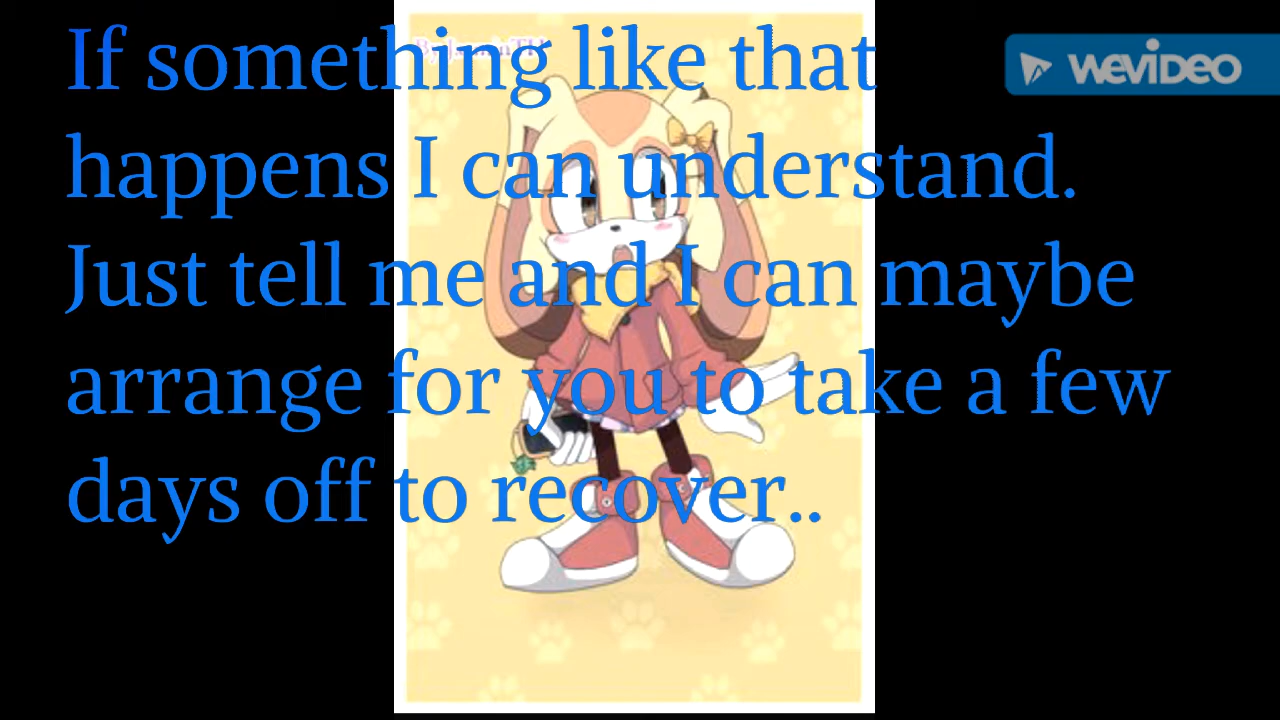 If something like that
happens I can understand.
Just tell me and I can maybe
arrange for you to take a few
days off to recover..
WEVIDEO